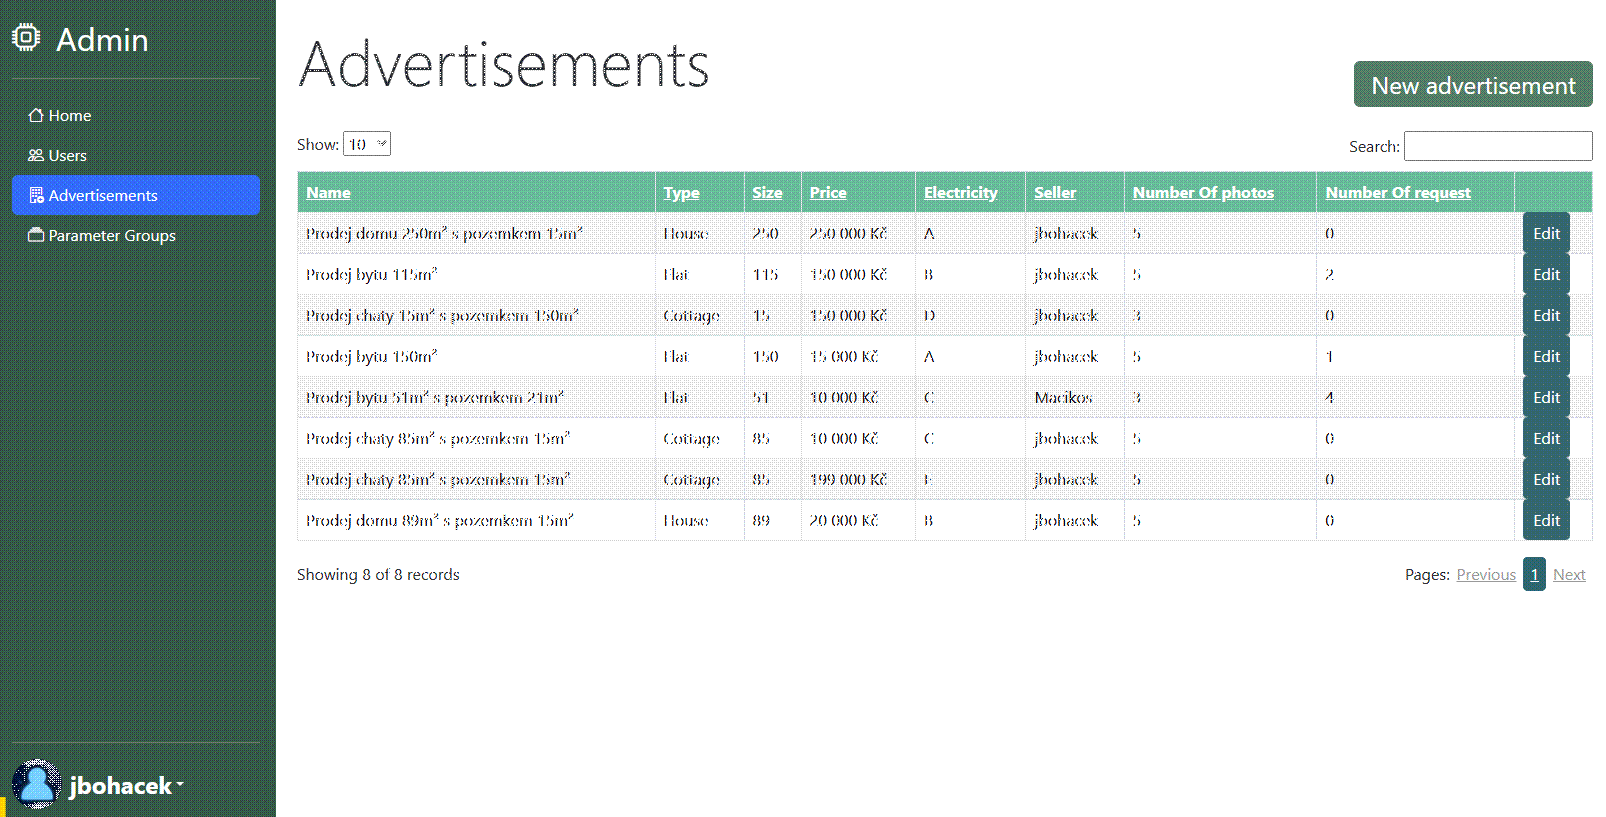 Admin
Home
Users
Advertisements
Parameter Groups
jbohacek
Advertisements
New advertisement
Show: 10
Search:
Name Type Size Price Electricity Seller Number Of photos Number Of request
Prodej domu 250m² s pozemkem 15m² House 250 250 000 Kč A jbohacek 5 0 Edit
Prodej bytu 115m² Flat 115 150 000 Kč B jbohacek 5 2 Edit
Prodej chaty 15m² s pozemkem 150m² Cottage 15 150 000 Kč D jbohacek 3 0 Edit
Prodej bytu 150m² Flat 150 15 000 Kč A jbohacek 5 1 Edit
Prodej bytu 51m² s pozemkem 21m² Flat 51 10 000 Kč C Macikos 3 4 Edit
Prodej chaty 85m² s pozemkem 15m² Cottage 85 10 000 Kč C jbohacek 5 0 Edit
Prodej chaty 85m² s pozemkem 15m² Cottage 85 199 000 Kč E jbohacek 5 0 Edit
Prodej domu 89m² s pozemkem 15m² House 89 20 000 Kč B jbohacek 5 0 Edit
Showing 8 of 8 records
Pages: Previous 1 Next